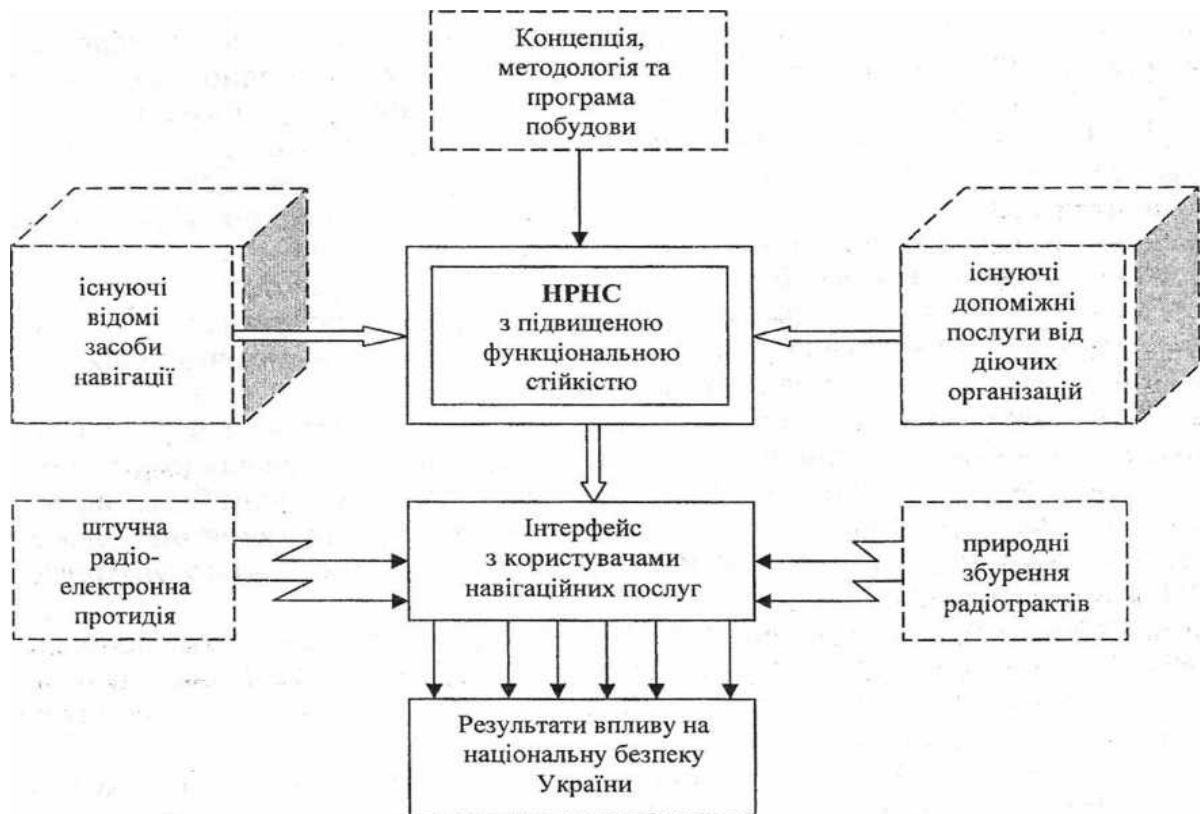 Концепція,
методологія та
програма
побудови
існуючі
відомі
засоби
навігації
НРНС
з підвищеною
функціональною
стійкістю
існуючі
допоміжні
послуги від
діючих
організацій
штучна
радіо-
електронна
протидія
Інтерфейс
з користувачами
навігаційних послуг
природні
збурення
радіотрактів
Результати впливу на
національну безпеку
України